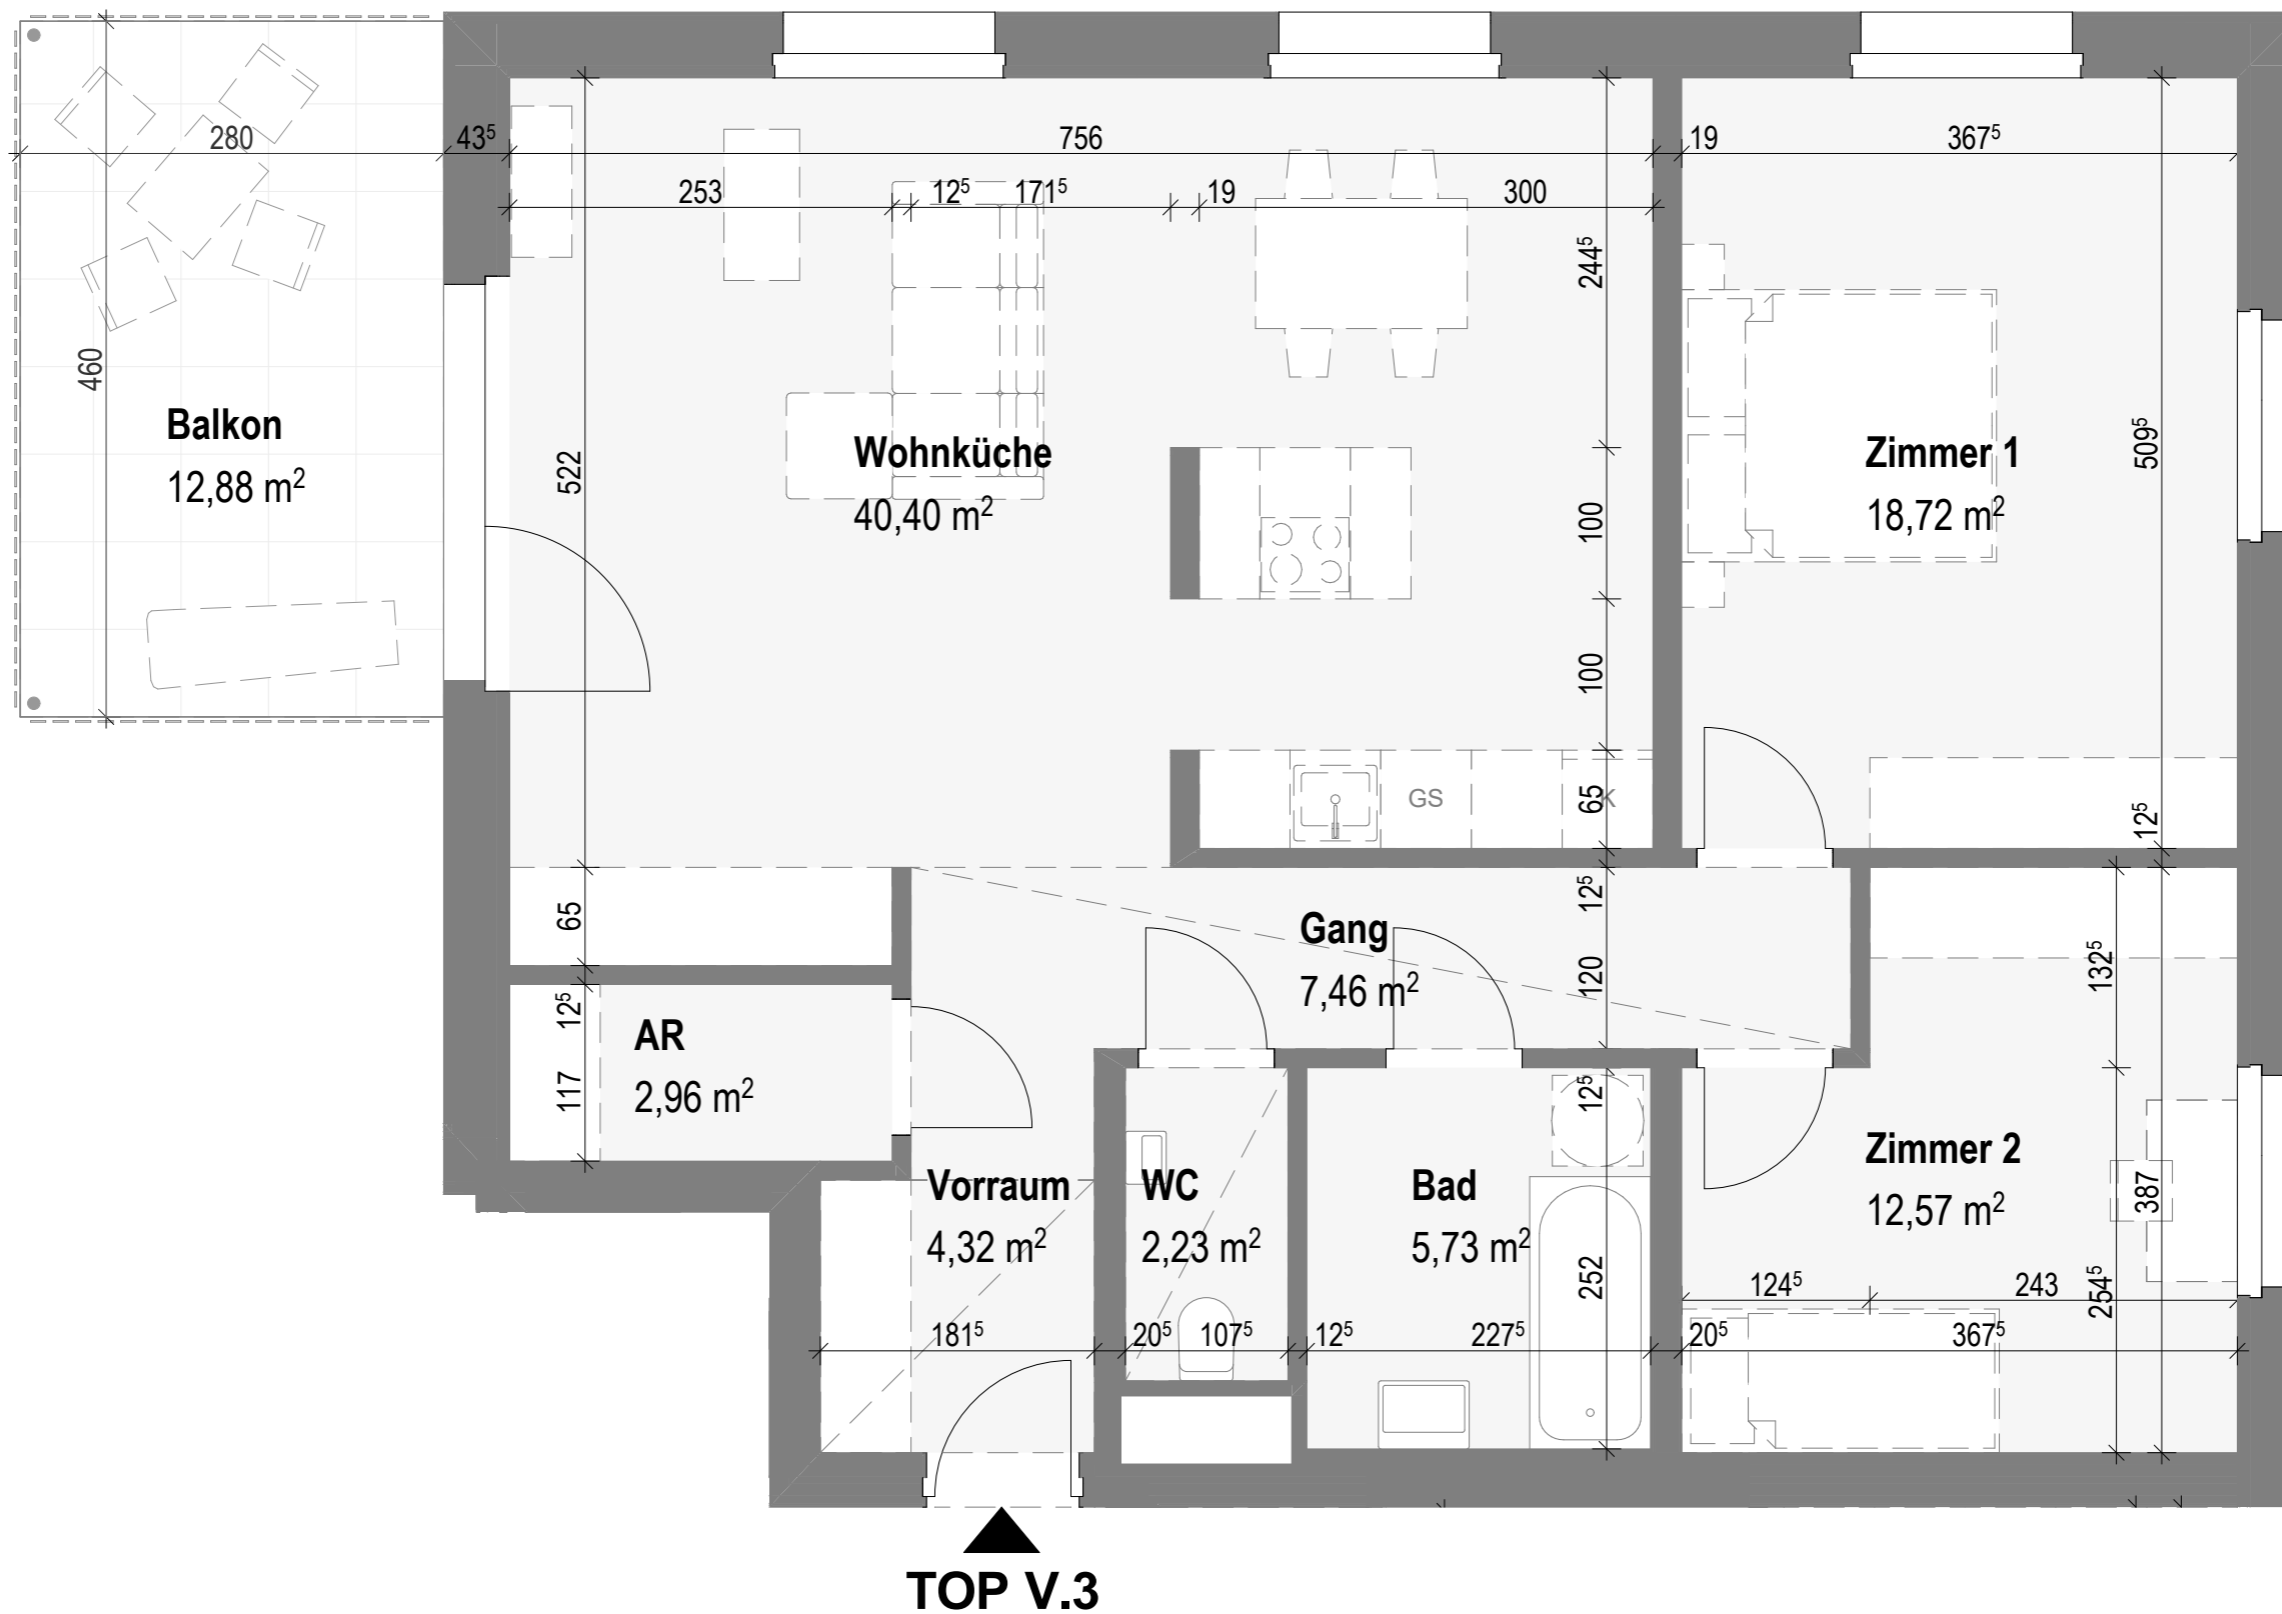 280
43⁵
756
19
367⁵
253
12⁵
171⁵
19
300
244⁵
460
Balkon
12,88 m²
522
Wohnküche
40,40 m²
100
Zimmer 1
18,72 m²
509⁵
100
65
GS
K
12⁵
65
12⁵
Gang
7,46 m²
120
132⁵
12⁵
AR
2,96 m²
117
12⁵
Vorraum
4,32 m²
WC
2,23 m²
Bad
5,73 m²
252
Zimmer 2
12,57 m²
387
124⁵
243
254⁵
181⁵
20⁵
107⁵
12⁵
227⁵
20⁵
367⁵
TOP V.3